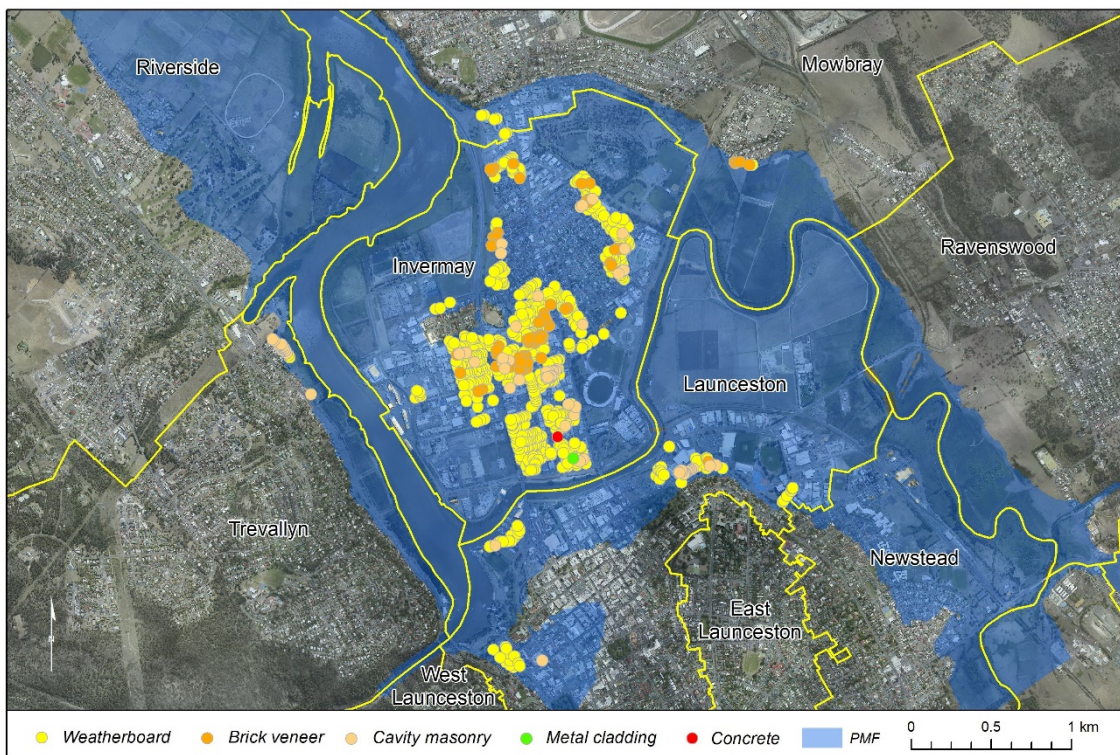 Riverside
Mowbray
Ravenswood
Invermay
Launceston
Trevallyn
Newstead
East
Launceston
West
Launceston
N
Weatherboard
Brick veneer
Cavity masonry
Metal cladding
Concrete
PMF
0 0.5 1 km